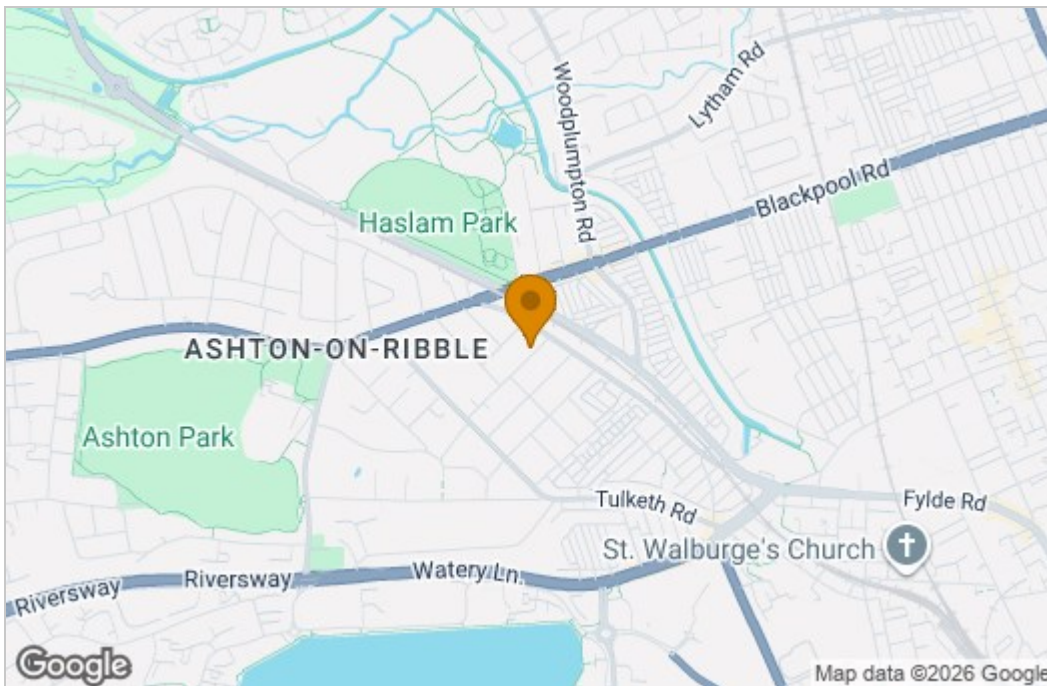 Woodplumpton Rd
Lytham Rd
Blackpool Rd
Haslam Park
ASHTON-ON-RIBBLE
Ashton Park
Tulketh Rd
Fylde Rd
St. Walburge's Church
Riversway
Riversway
Watery Ln.
Google
Map data ©2026 Google